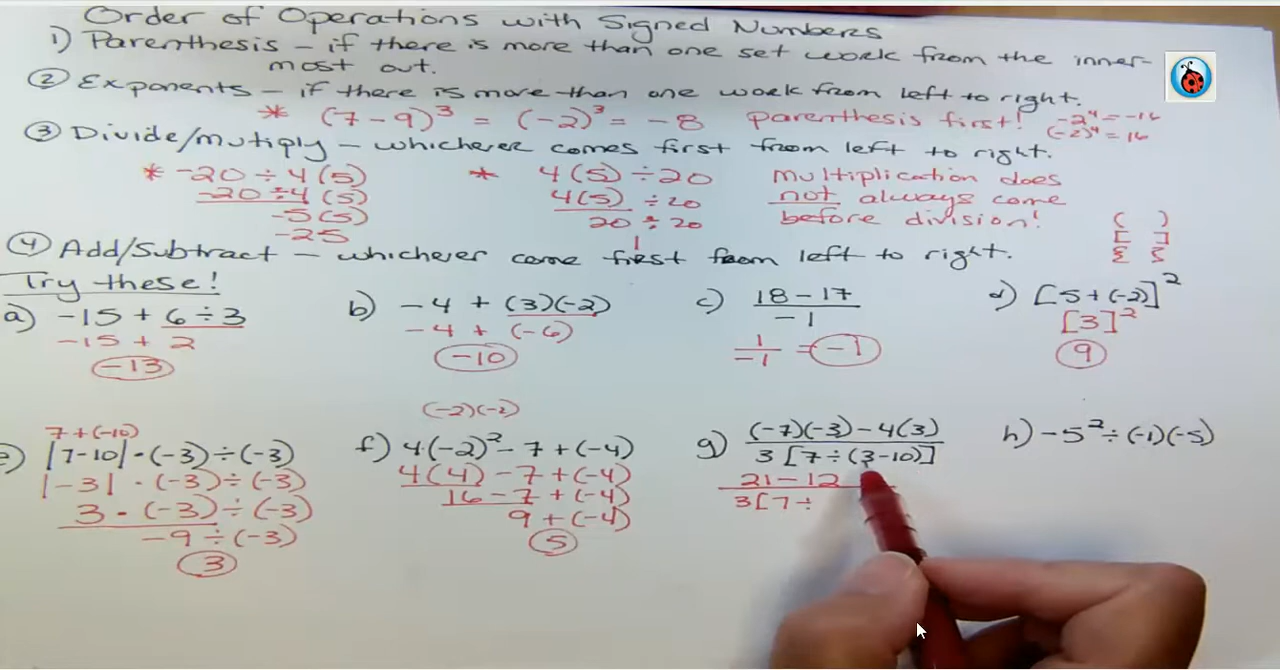 Order of Operations with Signed Numbers
1) Parenthesis - if there is more than one set work from the inner-
most out.
② Exponents - if there is more than one work from left to right.
* (7-9)³ = (-2)³ = -8 parenthesis first! -2⁴ = -16
(-2)⁴ = 16
③ Divide/mutiply - whichever comes first from left to right.
* -20 ÷ 4(5) * 4(5) ÷ 20 multiplication does
-20 ÷ 4 (5) 4(5) ÷ 20 not always come
-5(5) 20 ÷ 20 before division! ( )
-25 1 [ ]
{ }
④ Add/Subtract - whichever come first from left to right.
Try these!
a) -15 + 6 ÷ 3 b) -4 + (3)(-2) c) 18-17 / -1 d) [5+(-2)]²
-15 + 2 -4 + (-6) 1/-1 = -1 [3]²
-13 -10 9
7+(-10) (-2)(-2)
e) |7-10| · (-3) ÷ (-3) f) 4(-2)² - 7 + (-4) g) (-7)(-3) - 4(3) / 3[7÷(3-10)] h) -5² ÷ (-1)(-5)
|-3| · (-3) ÷ (-3) 4(4) - 7 + (-4) 21 - 12
3 · (-3) ÷ (-3) 16 - 7 + (-4) 3[7 ÷
-9 ÷ (-3) 9 + (-4)
3 5